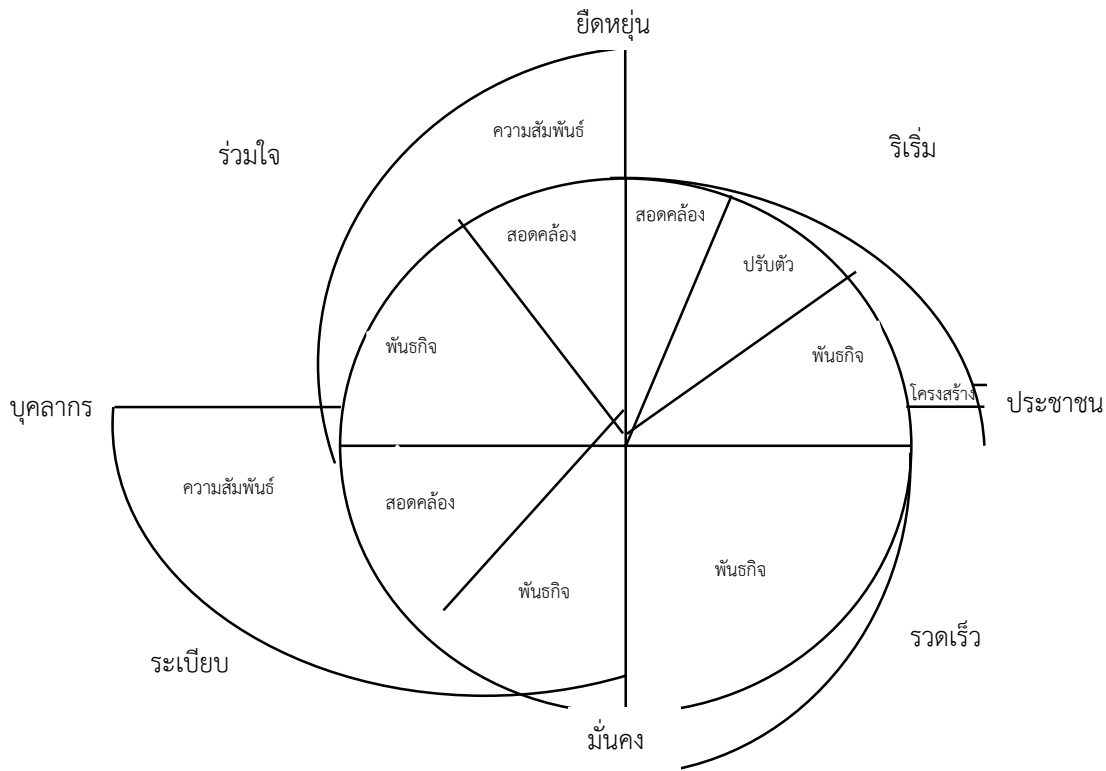 ยืดหยุ่น
ความสัมพันธ์
ร่วมใจ
ริเริ่ม
สอดคล้อง
สอดคล้อง
ปรับตัว
พันธกิจ
พันธกิจ
โครงสร้าง
บุคลากร
ประชาชน
ความสัมพันธ์
สอดคล้อง
พันธกิจ
พันธกิจ
รวดเร็ว
ระเบียบ
มั่นคง